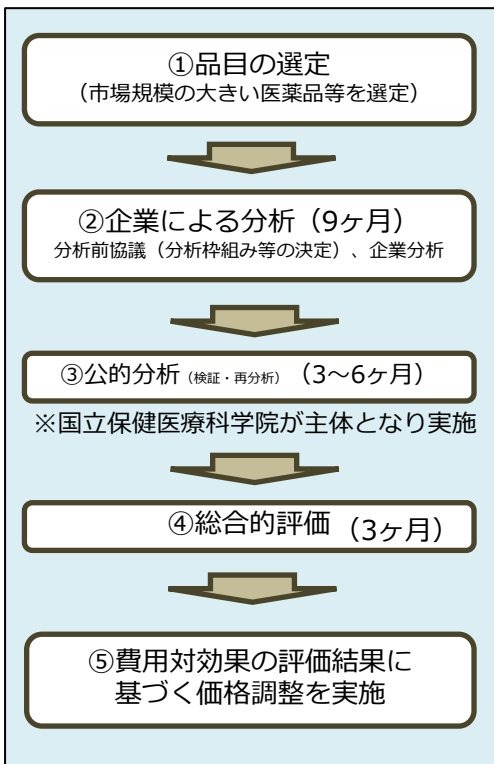 ①品目の選定
（市場規模の大きい医薬品等を選定）
②企業による分析（9ヶ月）
分析前協議（分析枠組み等の決定）、企業分析
③公的分析（検証・再分析）（3～6ヶ月）
※国立保健医療科学院が主体となり実施
④総合的評価（3ヶ月）
⑤費用対効果の評価結果に
基づく価格調整を実施